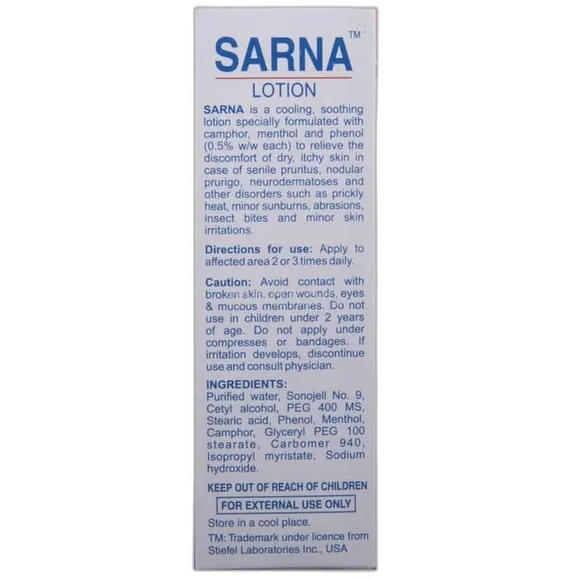 SARNA™
LOTION
SARNA is a cooling, soothing
lotion specially formulated with
camphor, menthol and phenol
(0.5% w/w each) to relieve the
discomfort of dry, itchy skin in
case of senile pruritus, nodular
prurigo, neurodermatoses and
other disorders such as prickly
heat, minor sunburns, abrasions,
insect bites and minor skin
irritations.
Directions for use: Apply to
affected area 2 or 3 times daily.
Caution: Avoid contact with
broken skin, open wounds, eyes
& mucous membranes. Do not
use in children under 2 years
of age. Do not apply under
compresses or bandages. If
irritation develops, discontinue
use and consult physician.
INGREDIENTS:
Purified water, Sonojell No. 9,
Cetyl alcohol, PEG 400 MS,
Stearic acid, Phenol, Menthol,
Camphor, Glyceryl PEG 100
stearate, Carbomer 940,
Isopropyl myristate, Sodium
hydroxide.
KEEP OUT OF REACH OF CHILDREN
FOR EXTERNAL USE ONLY
Store in a cool place.
TM: Trademark under licence from
Stiefel Laboratories Inc., USA